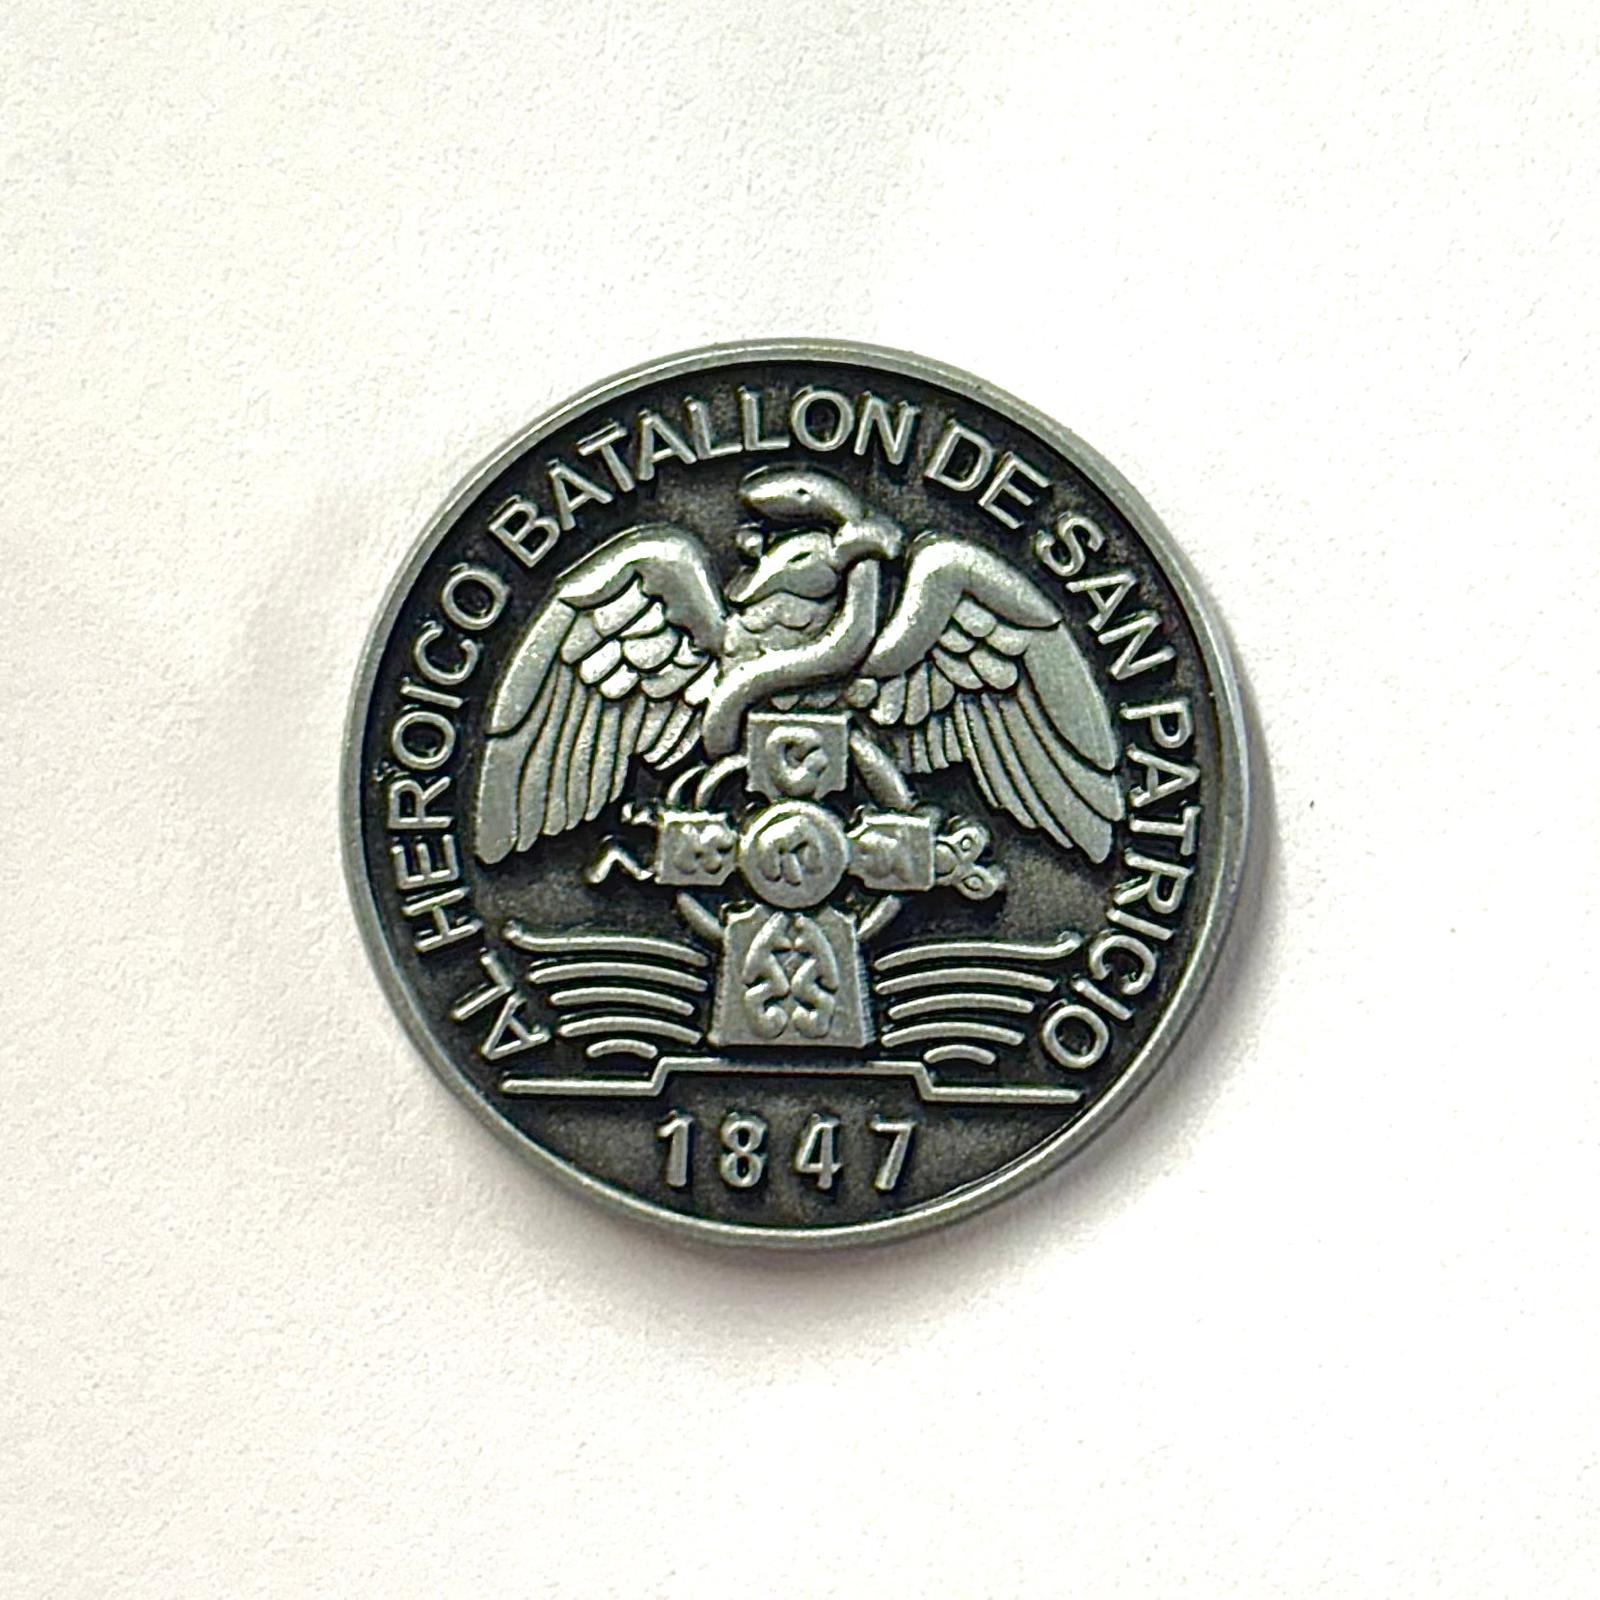 AL HEROICO BATALLON DE SAN PATRICIO
1847